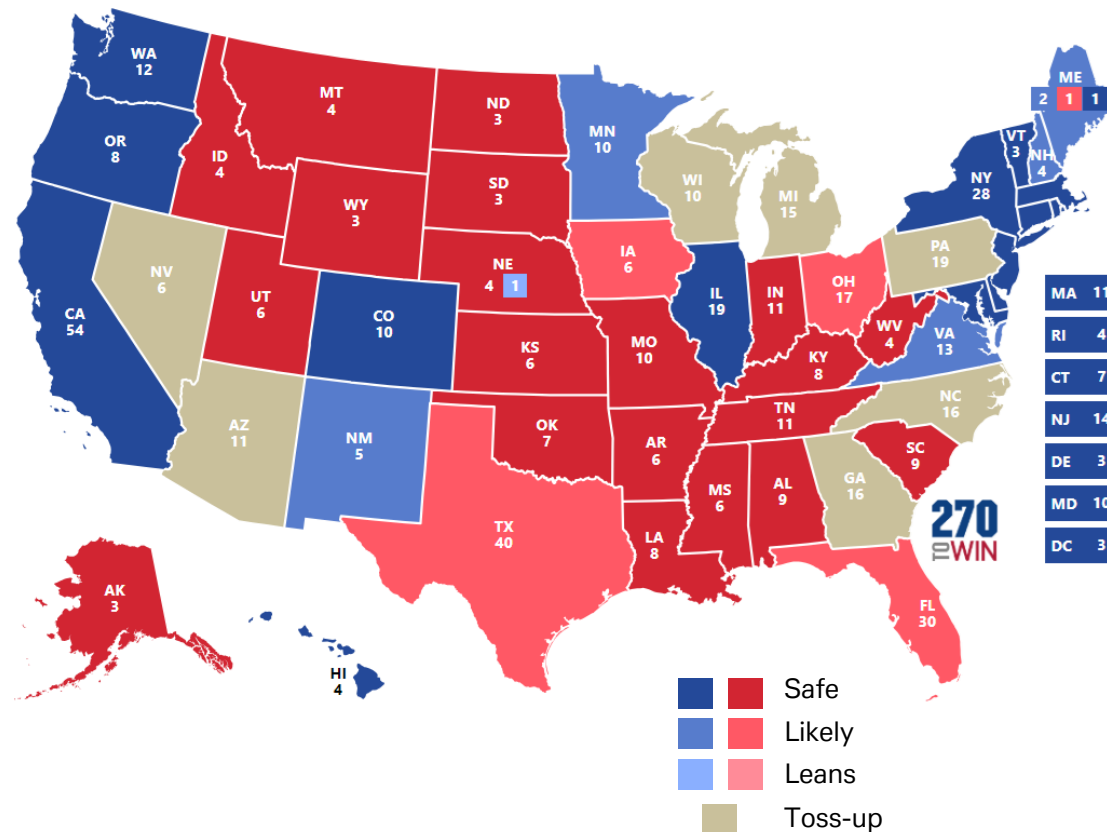 WA
12
OR
8
CA
54
NV
6
ID
4
MT
4
WY
3
UT
6
AZ
11
CO
10
NM
5
ND
3
SD
3
NE
4 1
KS
6
OK
7
TX
40
MN
10
IA
6
MO
10
AR
6
LA
8
WI
10
IL
19
MI
15
IN
11
OH
17
KY
8
TN
11
MS
6
AL
9
GA
16
FL
30
SC
9
NC
16
VA
13
WV
4
PA
19
NY
28
VT
3
NH
4
ME
2 1 1
MA 11
RI 4
CT 7
NJ 14
DE 3
MD 10
DC 3
AK
3
HI
4
270
TO WIN
Safe
Likely
Leans
Toss-up